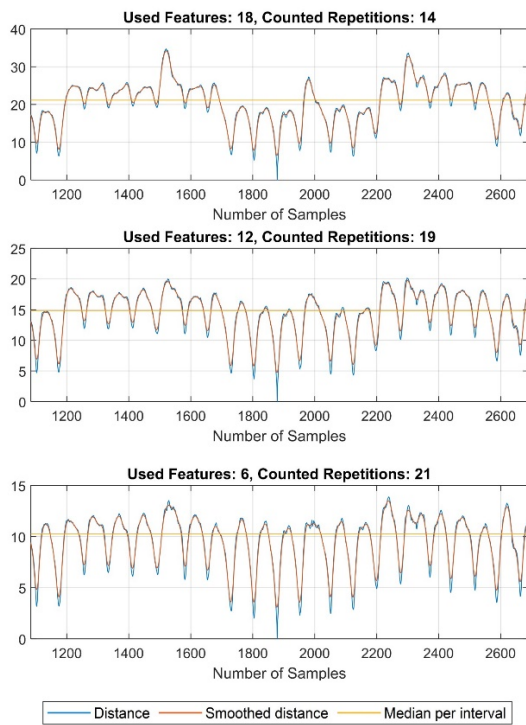 Used Features: 18, Counted Repetitions: 14
40
30
20
10
0
1200 1400 1600 1800 2000 2200 2400 2600
Number of Samples
Used Features: 12, Counted Repetitions: 19
25
20
15
10
5
0
1200 1400 1600 1800 2000 2200 2400 2600
Number of Samples
Used Features: 6, Counted Repetitions: 21
15
10
5
0
1200 1400 1600 1800 2000 2200 2400 2600
Number of Samples
Distance Smoothed distance Median per interval